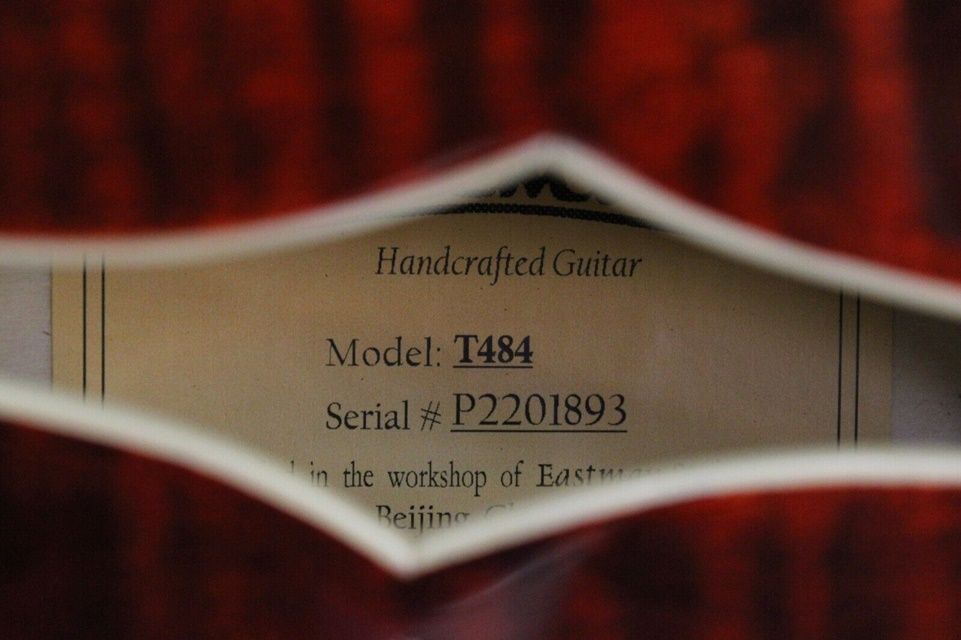 Handcrafted Guitar
Model: T484
Serial # P2201893
in the workshop of
Beijing